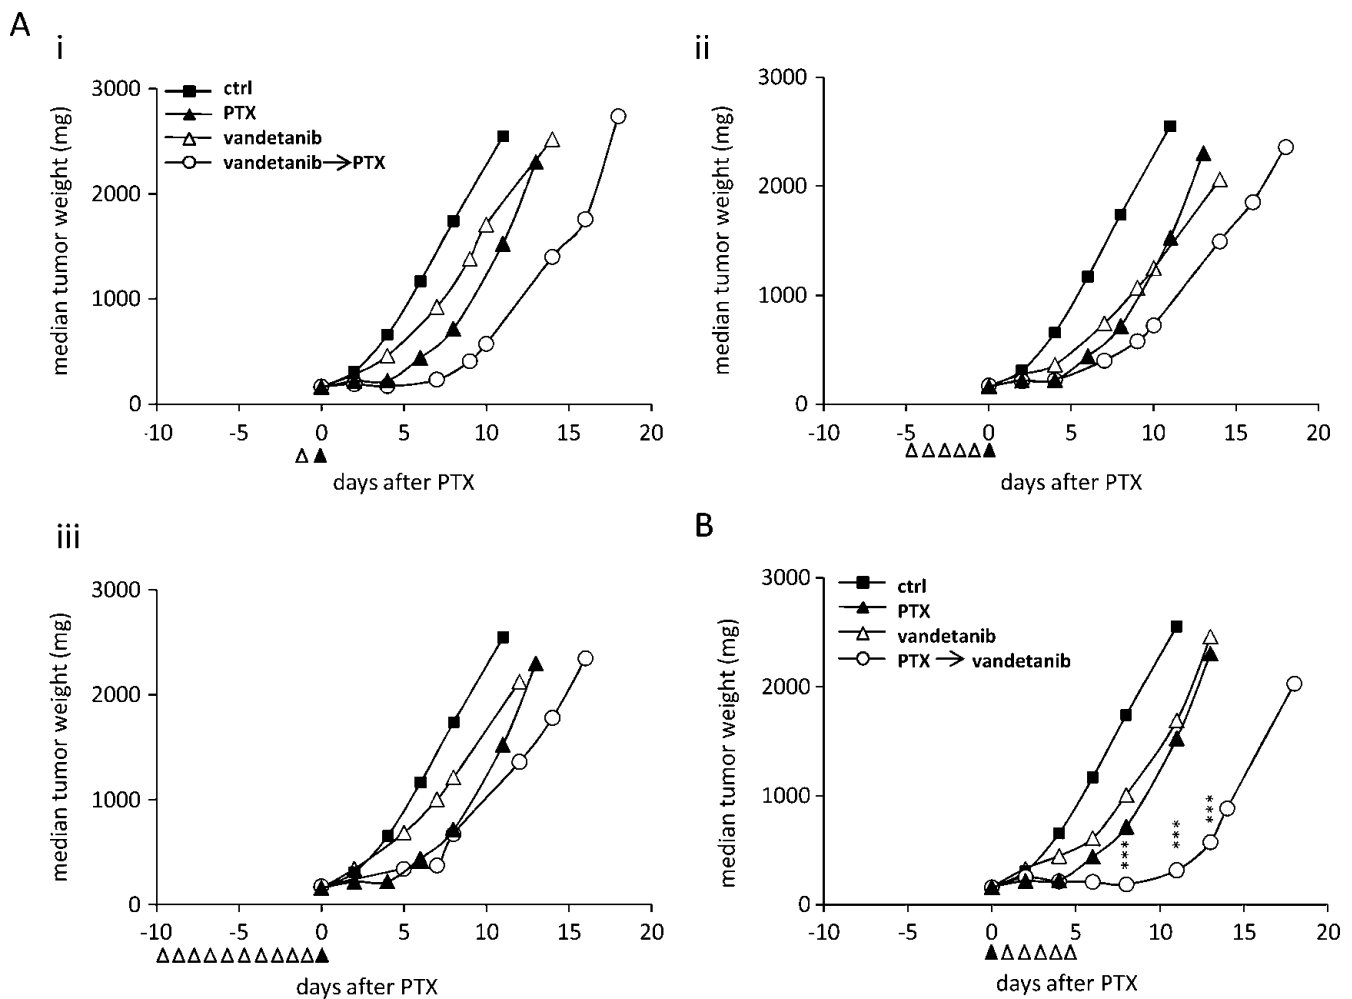 A
i
3000
2000
1000
0
median tumor weight (mg)
ctrl
PTX
vandetanib
vandetanib→PTX
-10 -5 0 5 10 15 20
days after PTX
ii
3000
2000
1000
0
median tumor weight (mg)
-10 -5 0 5 10 15 20
days after PTX
iii
3000
2000
1000
0
median tumor weight (mg)
-10 -5 0 5 10 15 20
days after PTX
B
3000
2000
1000
0
median tumor weight (mg)
ctrl
PTX
vandetanib
PTX → vandetanib
***
***
***
-10 -5 0 5 10 15 20
days after PTX